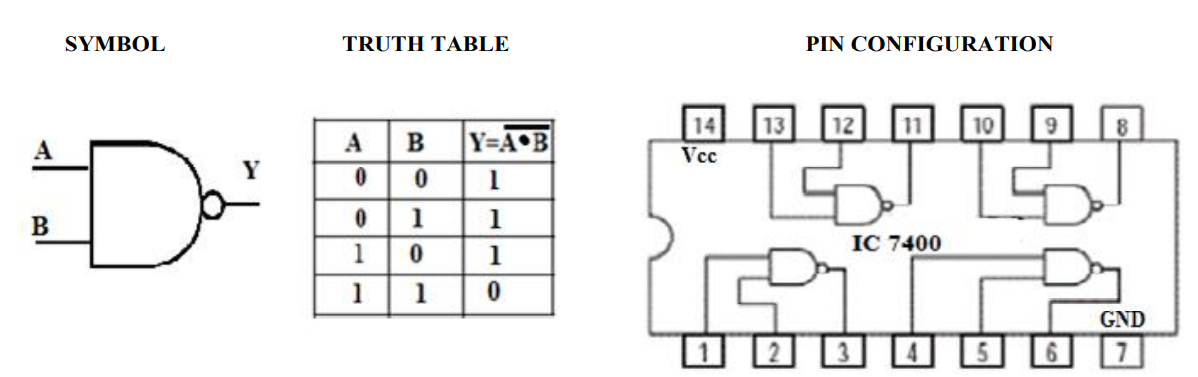 SYMBOL
TRUTH TABLE
PIN CONFIGURATION
A
B
Y
A B Y=A̅•̅B̅
0 0 1
0 1 1
1 0 1
1 1 0
14 13 12 11 10 9 8
Vcc
IC 7400
GND
1 2 3 4 5 6 7